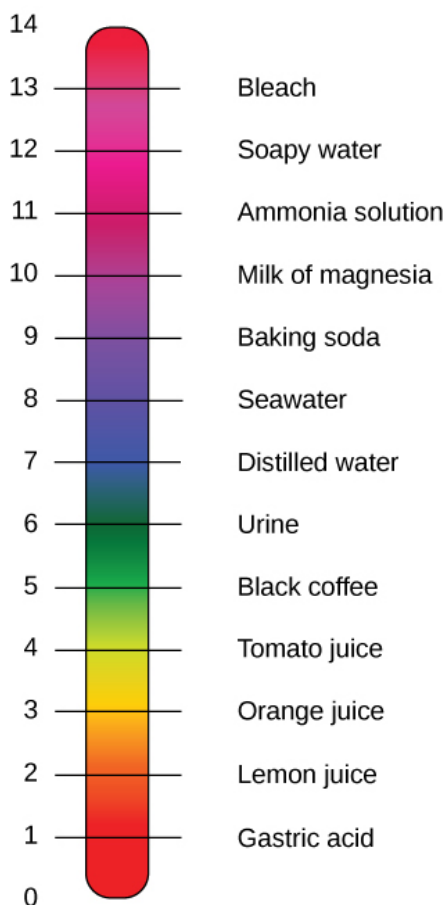 14
13 Bleach
12 Soapy water
11 Ammonia solution
10 Milk of magnesia
9 Baking soda
8 Seawater
7 Distilled water
6 Urine
5 Black coffee
4 Tomato juice
3 Orange juice
2 Lemon juice
1 Gastric acid
0